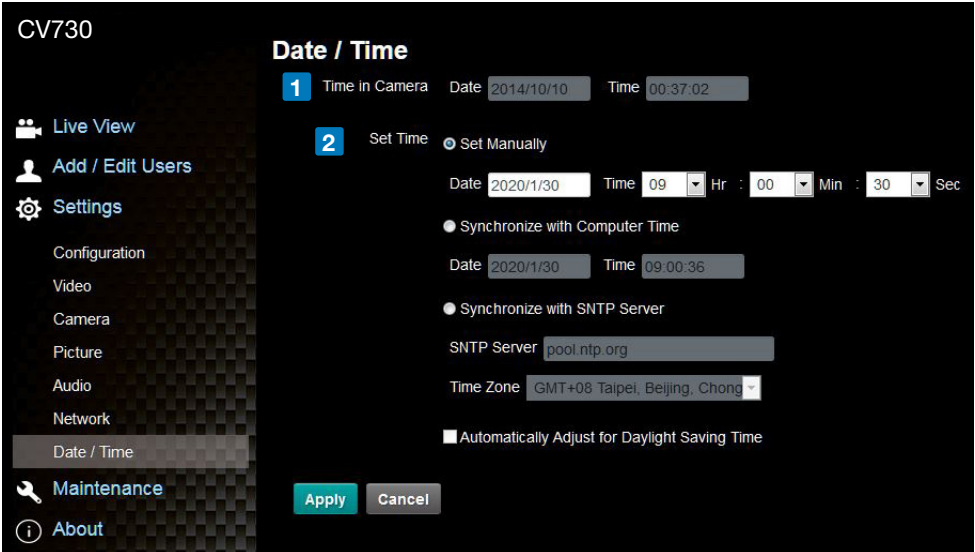 CV730
Date / Time
1 Time in Camera Date 2014/10/10 Time 00:37:02
Live View
Add / Edit Users
Settings
Configuration
Video
Camera
Picture
Audio
Network
Date / Time
Maintenance
About
2 Set Time Set Manually
Date 2020/1/30 Time 09 Hr : 00 Min : 30 Sec
Synchronize with Computer Time
Date 2020/1/30 Time 09:00:36
Synchronize with SNTP Server
SNTP Server pool.ntp.org
Time Zone GMT+08 Taipei, Beijing, Chong
Automatically Adjust for Daylight Saving Time
Apply Cancel